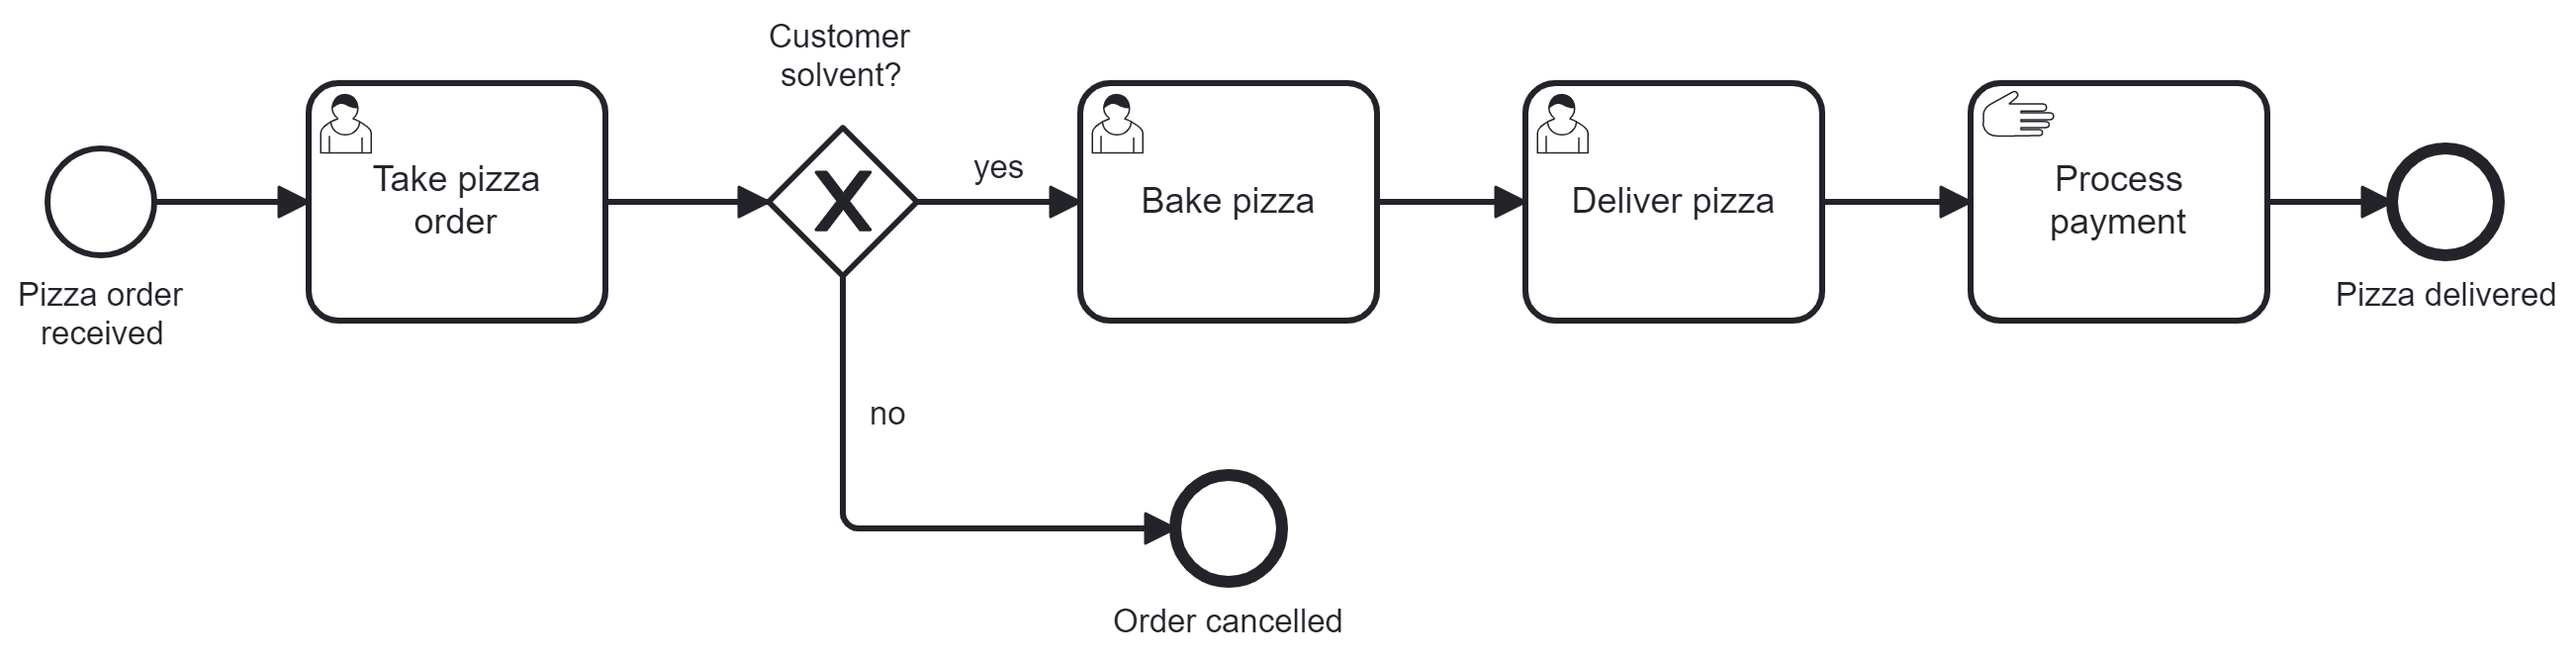 Pizza order
received
Take pizza
order
Customer
solvent?
yes
no
Bake pizza
Deliver pizza
Process
payment
Pizza delivered
Order cancelled